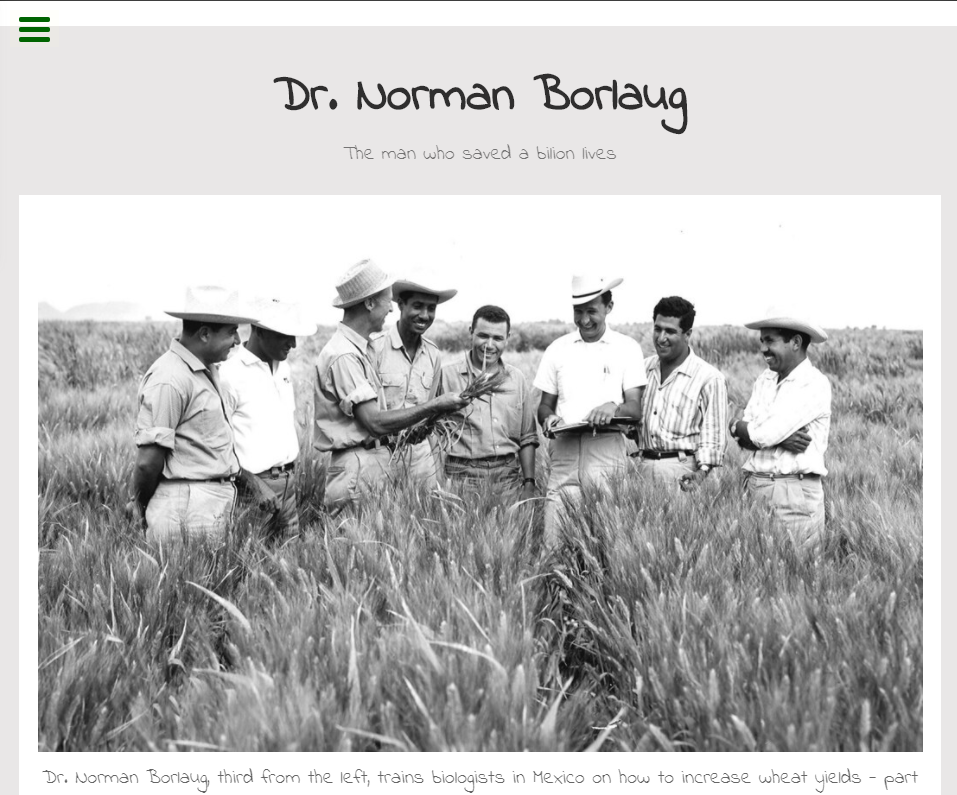 Dr. Norman Borlaug
The man who saved a bilion lives
Dr. Norman Borlaug, third from the left, trains biologists in Mexico on how to increase wheat yields - part